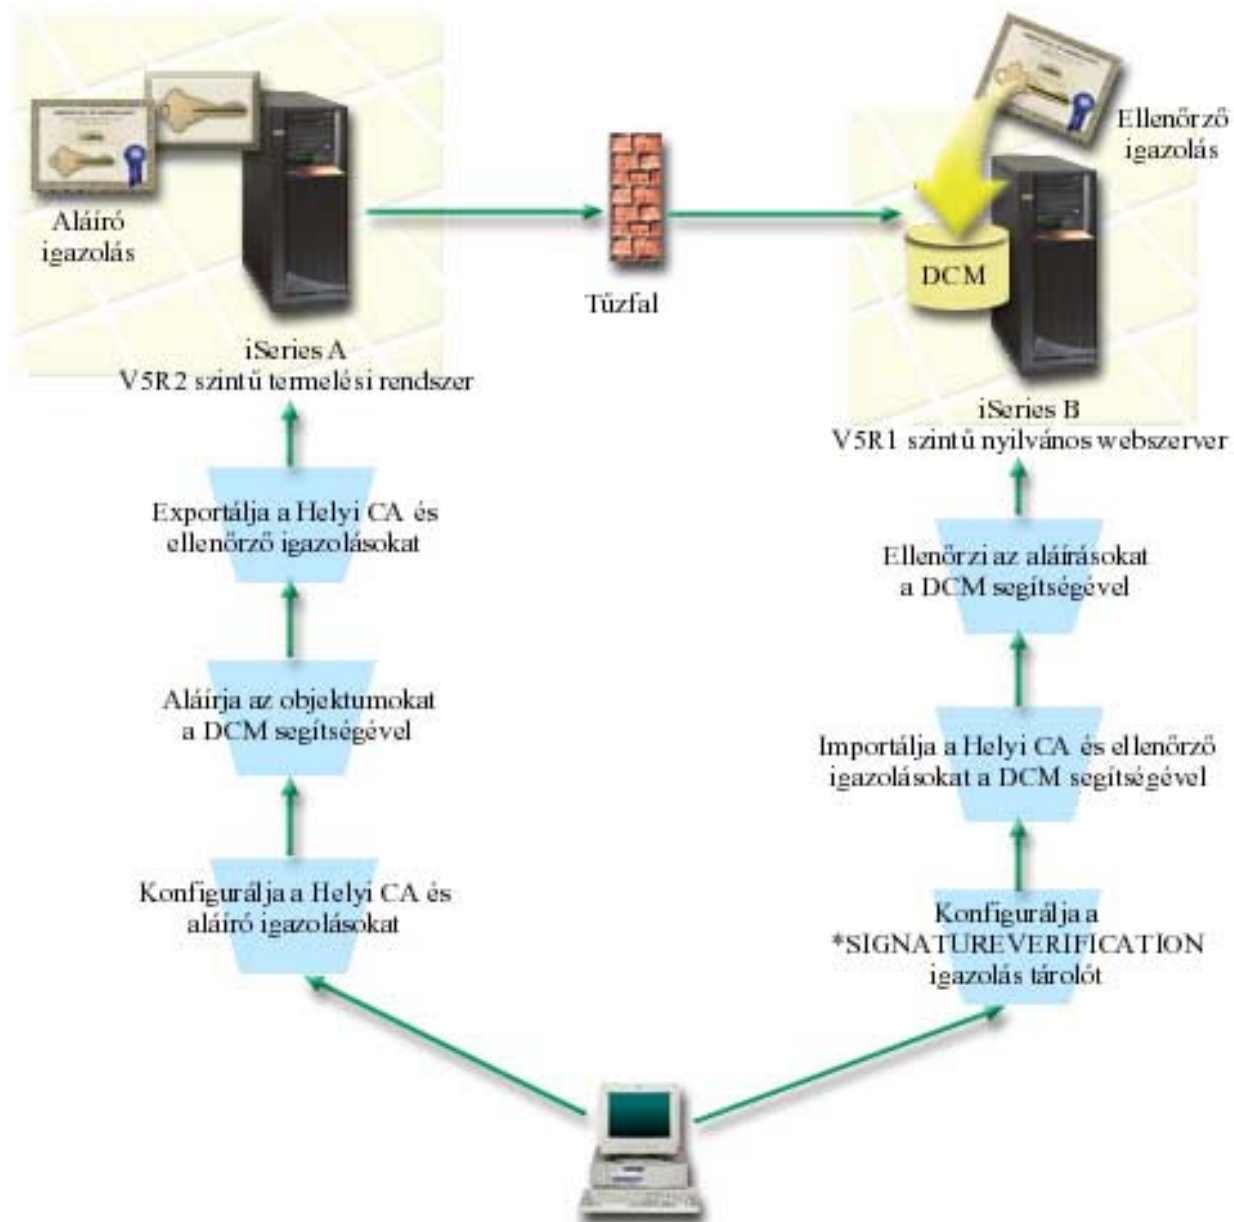 Aláíró
igazolás
Ellenőrző
igazolás
DCM
Tűzfal
iSeries A
V5R2 szintű termelési rendszer
iSeries B
V5R1 szintű nyilvános webszerver
Exportálja a Helyi CA és
ellenőrző igazolásokat
Ellenőrzi az aláírásokat
a DCM segítségével
Aláírja az objektumokat
a DCM segítségével
Importálja a Helyi CA és ellenőrző
igazolásokat a DCM segítségével
Konfigurálja a Helyi CA és
aláíró igazolásokat
Konfigurálja a
*SIGNATUREVERIFICATION
igazolás tárolót